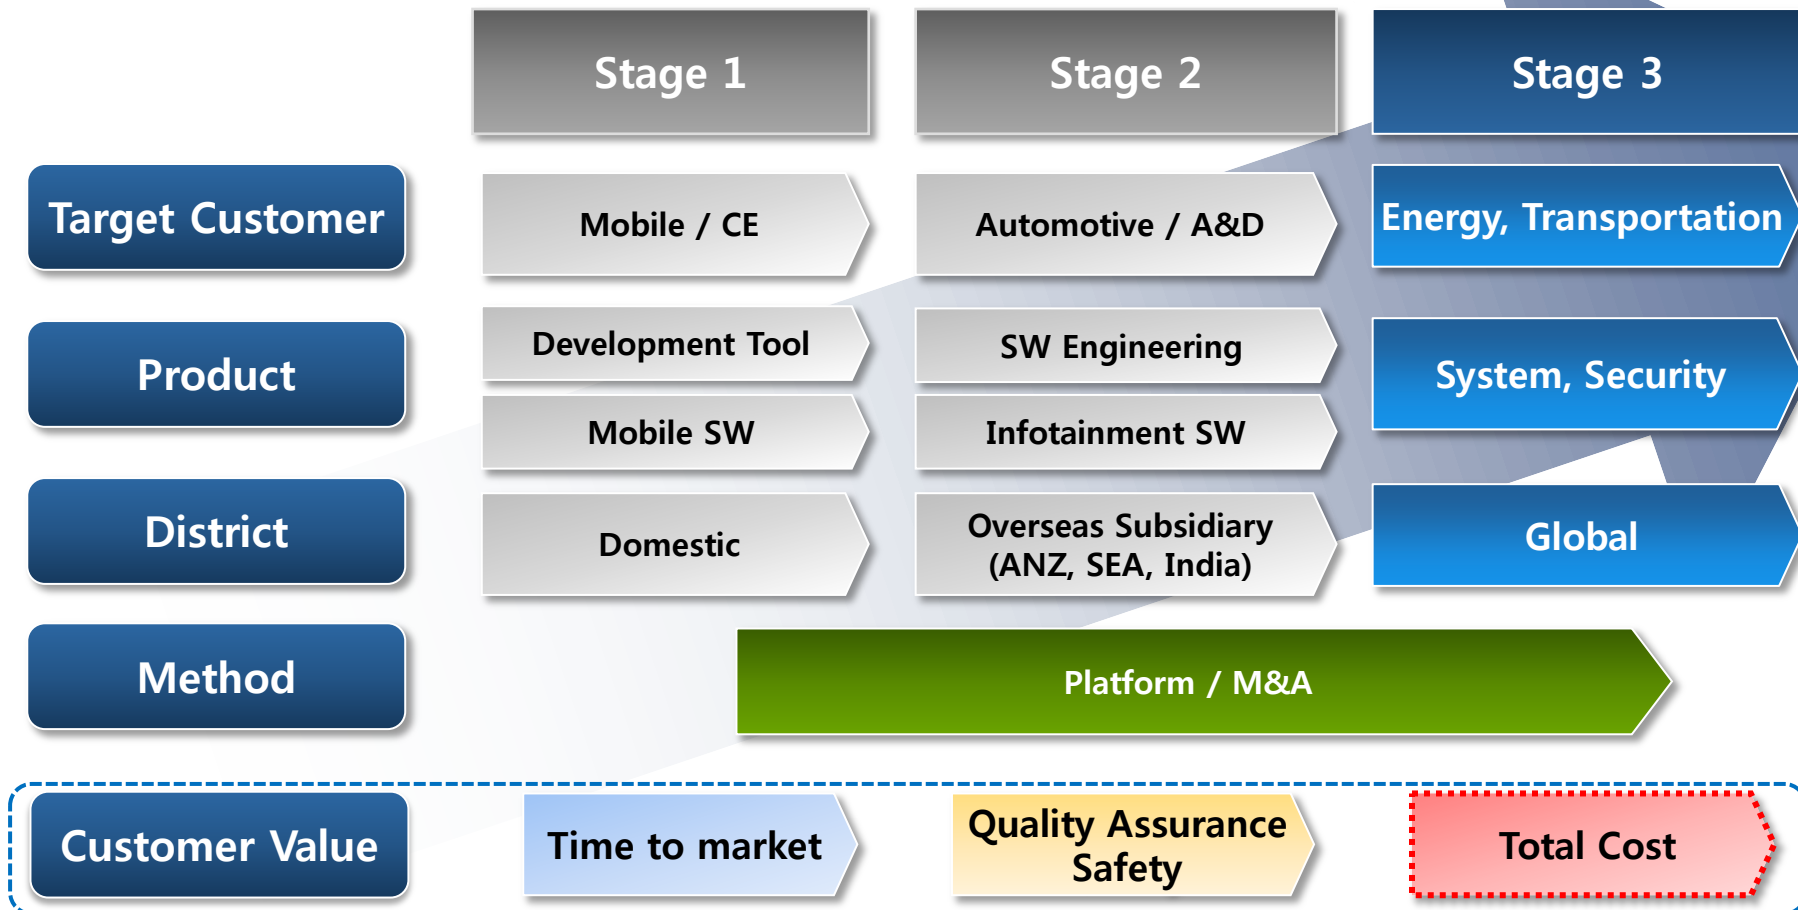 Stage 1
Stage 2
Stage 3
Target Customer
Mobile / CE
Automotive / A&D
Energy, Transportation
Product
Development Tool
SW Engineering
System, Security
Mobile SW
Infotainment SW
District
Domestic
Overseas Subsidiary
(ANZ, SEA, India)
Global
Method
Platform / M&A
Customer Value
Time to market
Quality Assurance
Safety
Total Cost